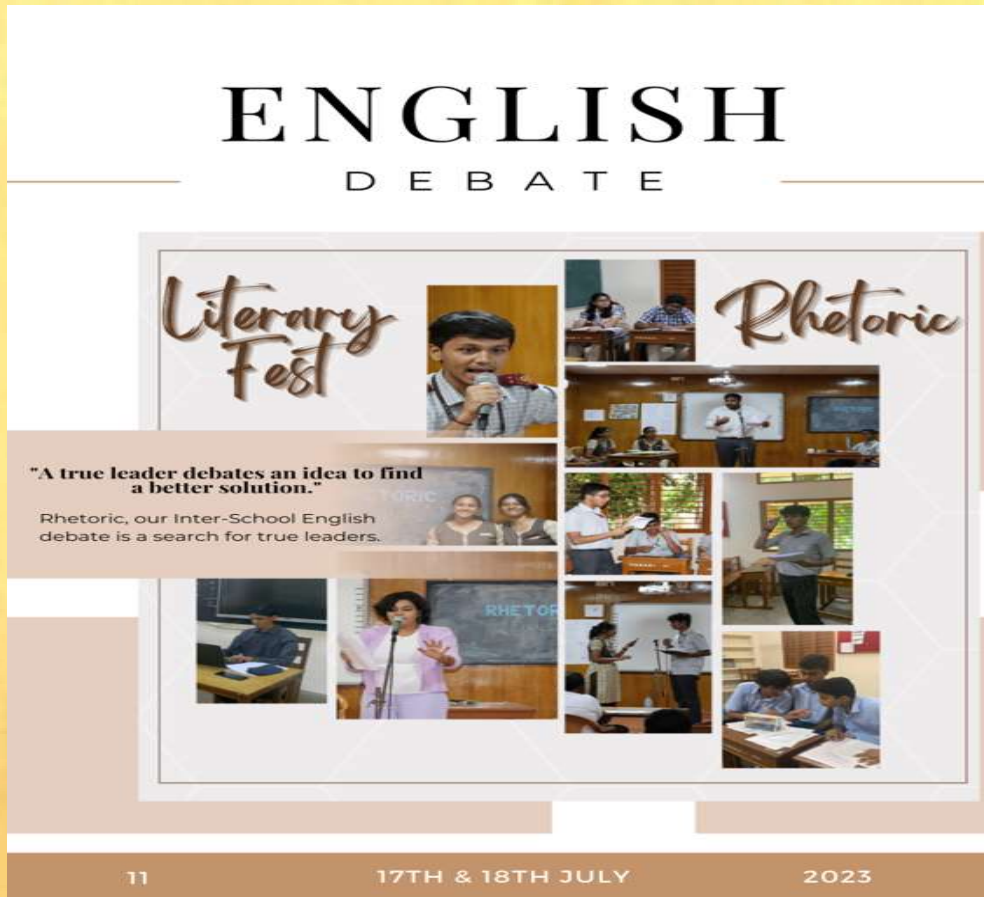 ENGLISH
DEBATE
Literary
Fest
Rhetoric
"A true leader debates an idea to find
a better solution."
Rhetoric, our Inter-School English
debate is a search for true leaders.
RHETOR
11 17TH & 18TH JULY 2023